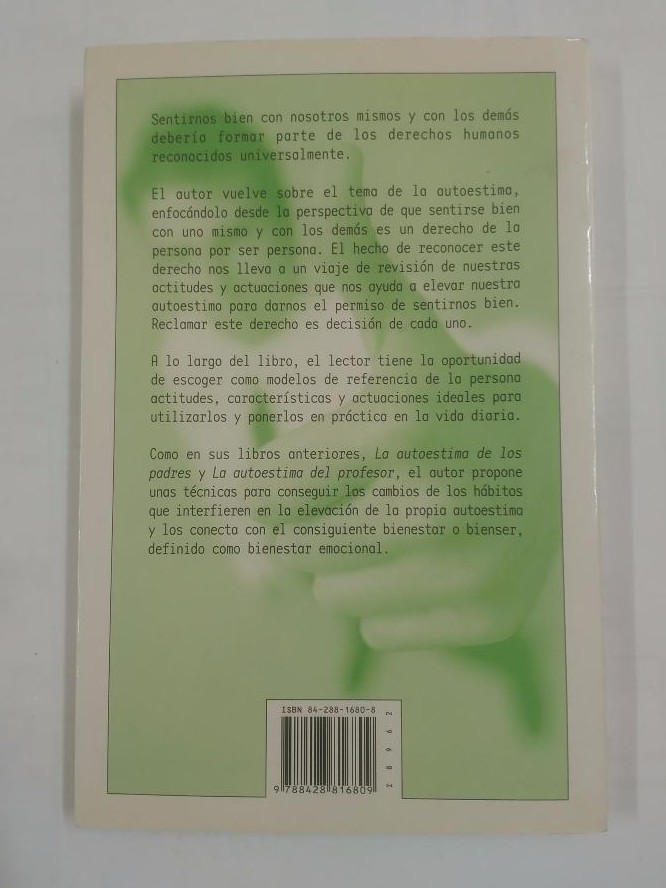 Sentirnos bien con nosotros mismos y con los demás
debería formar parte de los derechos humanos
reconocidos universalmente.
El autor vuelve sobre el tema de la autoestima,
enfocándolo desde la perspectiva de que sentirse bien
con uno mismo y con los demás es un derecho de la
persona por ser persona. El hecho de reconocer este
derecho nos lleva a un viaje de revisión de nuestras
actitudes y actuaciones que nos ayuda a elevar nuestra
autoestima para darnos el permiso de sentirnos bien.
Reclamar este derecho es decisión de cada uno.
A lo largo del libro, el lector tiene la oportunidad
de escoger como modelos de referencia de la persona
actitudes, características y actuaciones ideales para
utilizarlos y ponerlos en práctica en la vida diaria.
Como en sus libros anteriores, La autoestima de los
padres y La autoestima del profesor, el autor propone
unas técnicas para conseguir los cambios de los hábitos
que interfieren en la elevación de la propia autoestima
y los conecta con el consiguiente bienestar o bienser,
definido como bienestar emocional.
ISBN 84-288-1680-8
9 788428 816809
28962